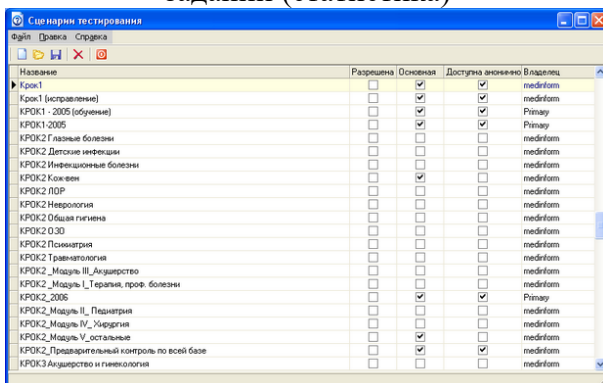 заданий (статистика)
Сценарии тестирования
Файл Правка Справка
Название Разрешена Основная Доступна анонимно Владелец
Крок1 medinform
Крок1 (исправление) medinform
КРОК1 - 2005 (обучение) Primary
КРОК1-2005 Primary
КРОК2 Глазные болезни medinform
КРОК2 Детские инфекции medinform
КРОК2 Инфекционные болезни medinform
КРОК2 Кож-вен medinform
КРОК2 ЛОР medinform
КРОК2 Неврология medinform
КРОК2 Общая гигиена medinform
КРОК2 ОЗО medinform
КРОК2 Психиатрия medinform
КРОК2 Травматология medinform
КРОК2 _Модуль III_Акушерство medinform
КРОК2 _Модуль I_Терапия, проф. болезни medinform
КРОК2_2006 Primary
КРОК2_Модуль II_ Педиатрия medinform
КРОК2_Модуль IV_ Хирургия medinform
КРОК2_Модуль V_остальные medinform
КРОК2_Предварительный контроль по всей базе medinform
КРОК3 Акушерство и гинекология medinform